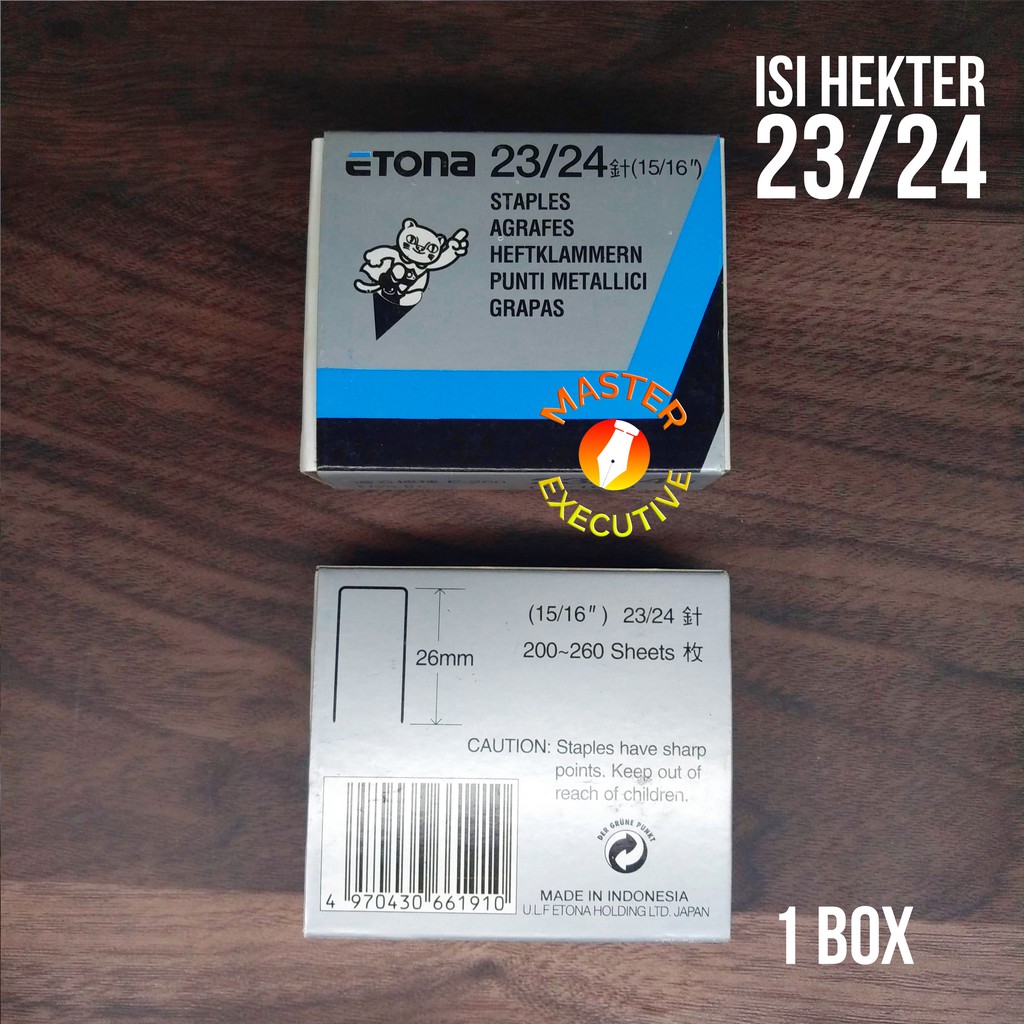 ISI HEKTER
23/24
ETONA 23/24針(15/16")
STAPLES
AGRAFES
HEFTKLAMMERN
PUNTI METALLICI
GRAPAS
MASTER
EXECUTIVE
(15/16") 23/24 針
200~260 Sheets 枚
26mm
CAUTION: Staples have sharp
points. Keep out of
reach of children.
DER GRÜNE PUNKT
4 970430 661910
MADE IN INDONESIA
U.L.F ETONA HOLDING LTD. JAPAN
1 BOX